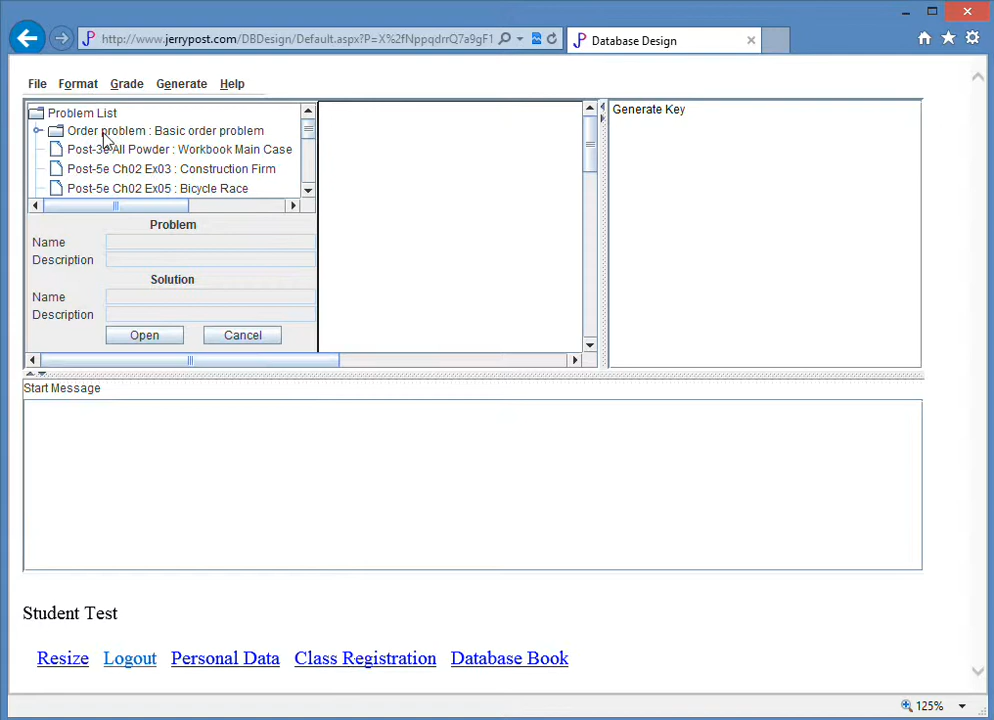 http://www.jerrypost.com/DBDesign/Default.aspx?P=X%2fNppqdrrQ7a9gF1
Database Design
File Format Grade Generate Help
Problem List
Order problem : Basic order problem
Post-3e All Powder : Workbook Main Case
Post-5e Ch02 Ex03 : Construction Firm
Post-5e Ch02 Ex05 : Bicycle Race
Generate Key
Problem
Name
Description
Solution
Name
Description
Open Cancel
Start Message
Student Test
Resize Logout Personal Data Class Registration Database Book
125%